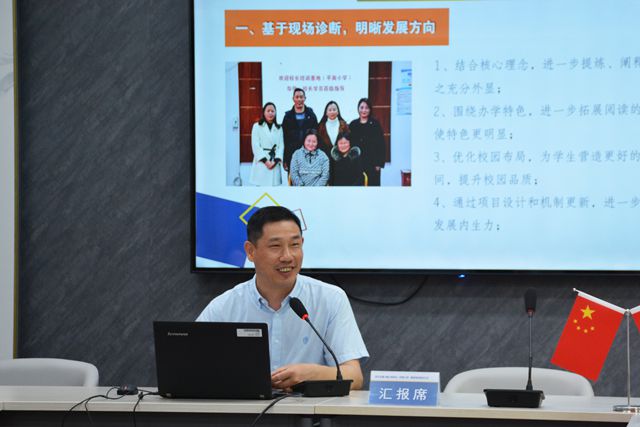 一、基于现场诊断，明晰发展方向
1、结合核心理念，进一步提练、阐释
之充分外显；
2、围绕办学特色，进一步拓展阅读的
使特色更明显；
3、优化校园布局，为学生营造更好的
间，提升校园品质；
4、通过项目设计和机制更新，进一步
发展内生力；
lenovo
汇报席